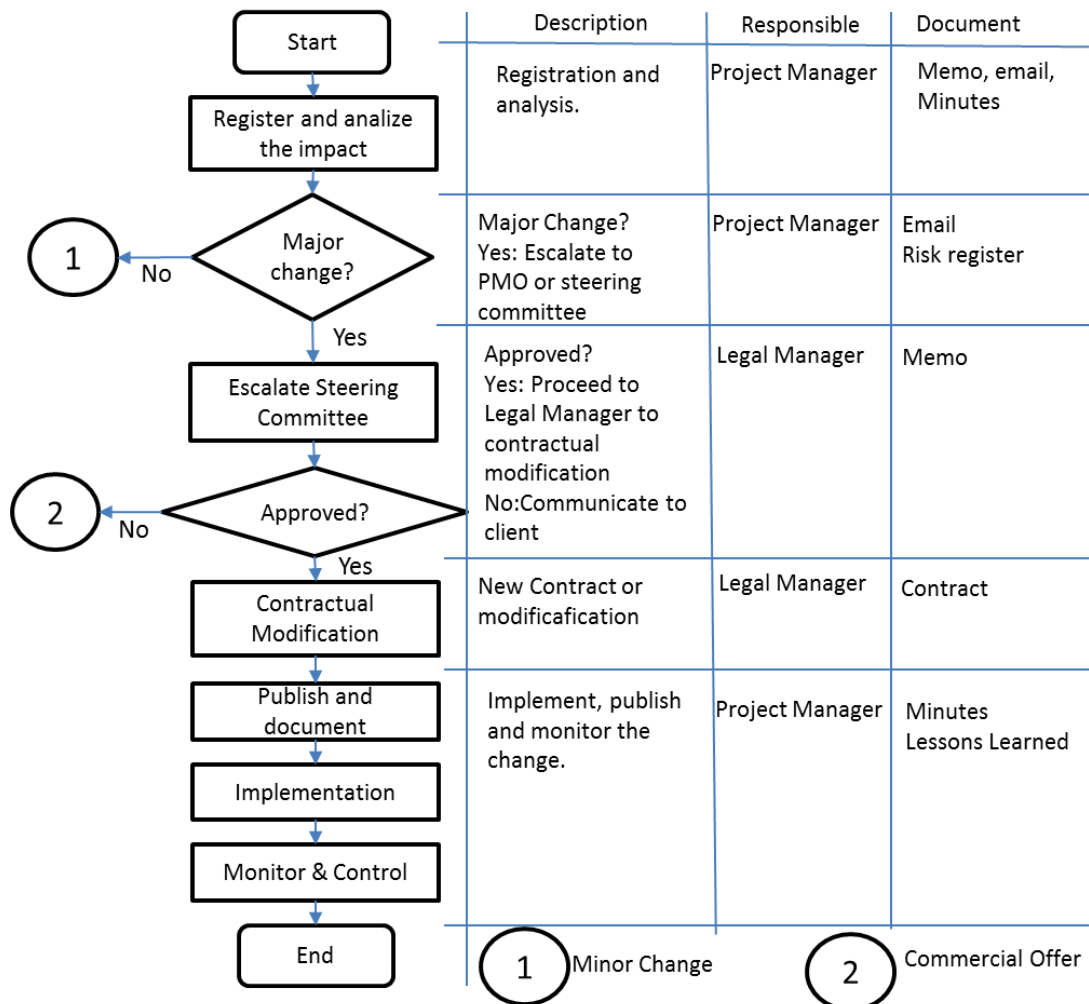 Description
Responsible
Document
Start
Register and analize
the impact
Registration and
analysis.
Project Manager
Memo, email,
Minutes
1
No
Major
change?
Yes
Major Change?
Yes: Escalate to
PMO or steering
committee
Project Manager
Email
Risk register
Escalate Steering
Committee
2
No
Approved?
Yes
Approved?
Yes: Proceed to
Legal Manager to
contractual
modification
No:Communicate to
client
Legal Manager
Memo
Contractual
Modification
New Contract or
modificafication
Legal Manager
Contract
Publish and
document
Implementation
Monitor & Control
Implement, publish
and monitor the
change.
Project Manager
Minutes
Lessons Learned
End
1
Minor Change
2
Commercial Offer